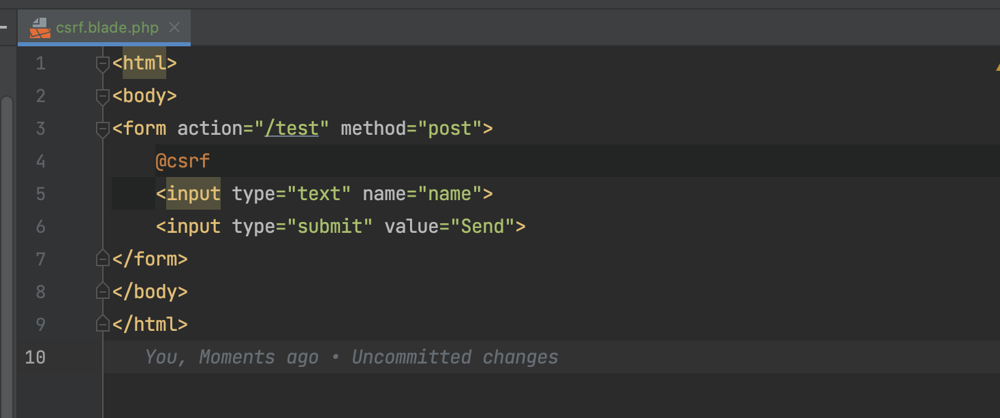 csrf.blade.php
1 <html>
2 <body>
3 <form action="/test" method="post">
4     @csrf
5     <input type="text" name="name">
6     <input type="submit" value="Send">
7 </form>
8 </body>
9 </html>
10    You, Moments ago • Uncommitted changes